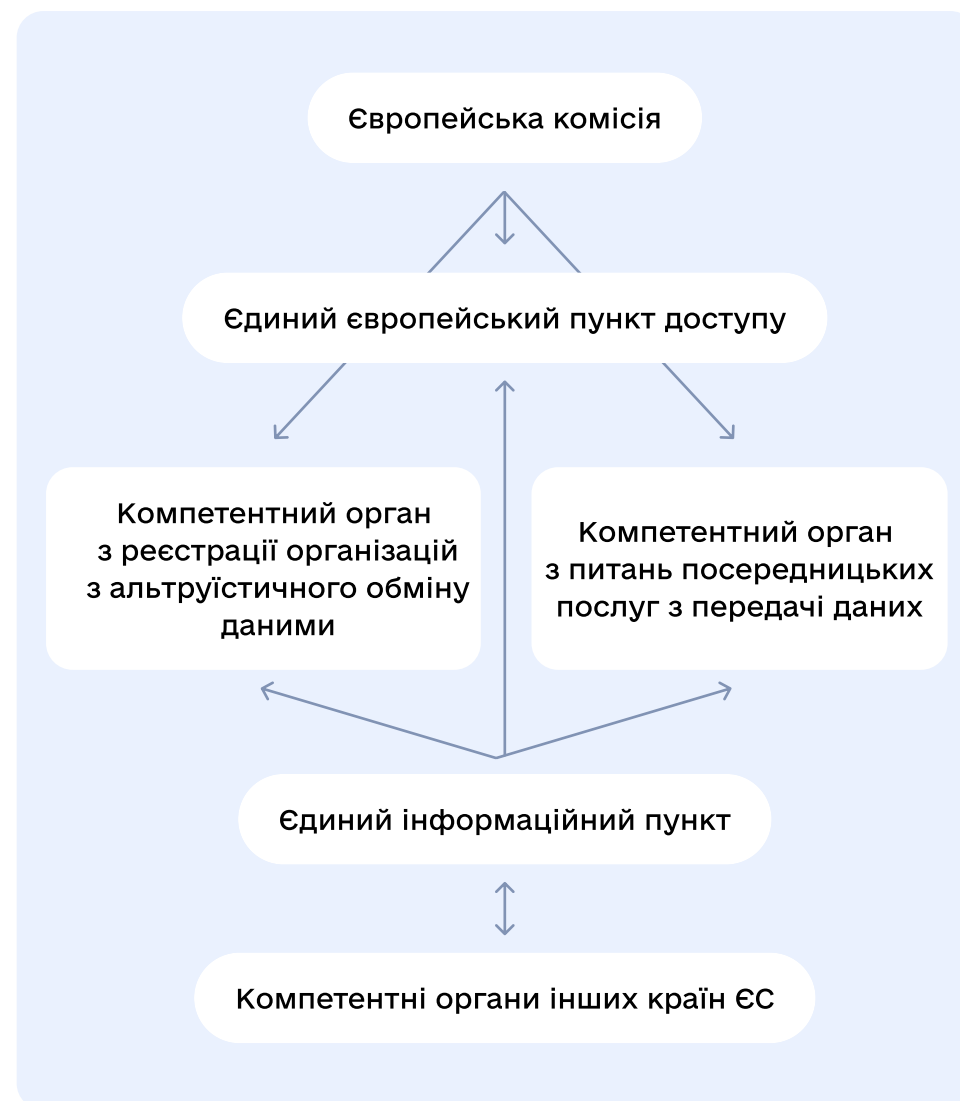 Європейська комісія
Єдиний європейський пункт доступу
Компетентний орган
з реєстрації організацій
з альтруїстичного обміну
даними
Компетентний орган
з питань посередницьких
послуг з передачі даних
Єдиний інформаційний пункт
Компетентні органи інших країн ЄС